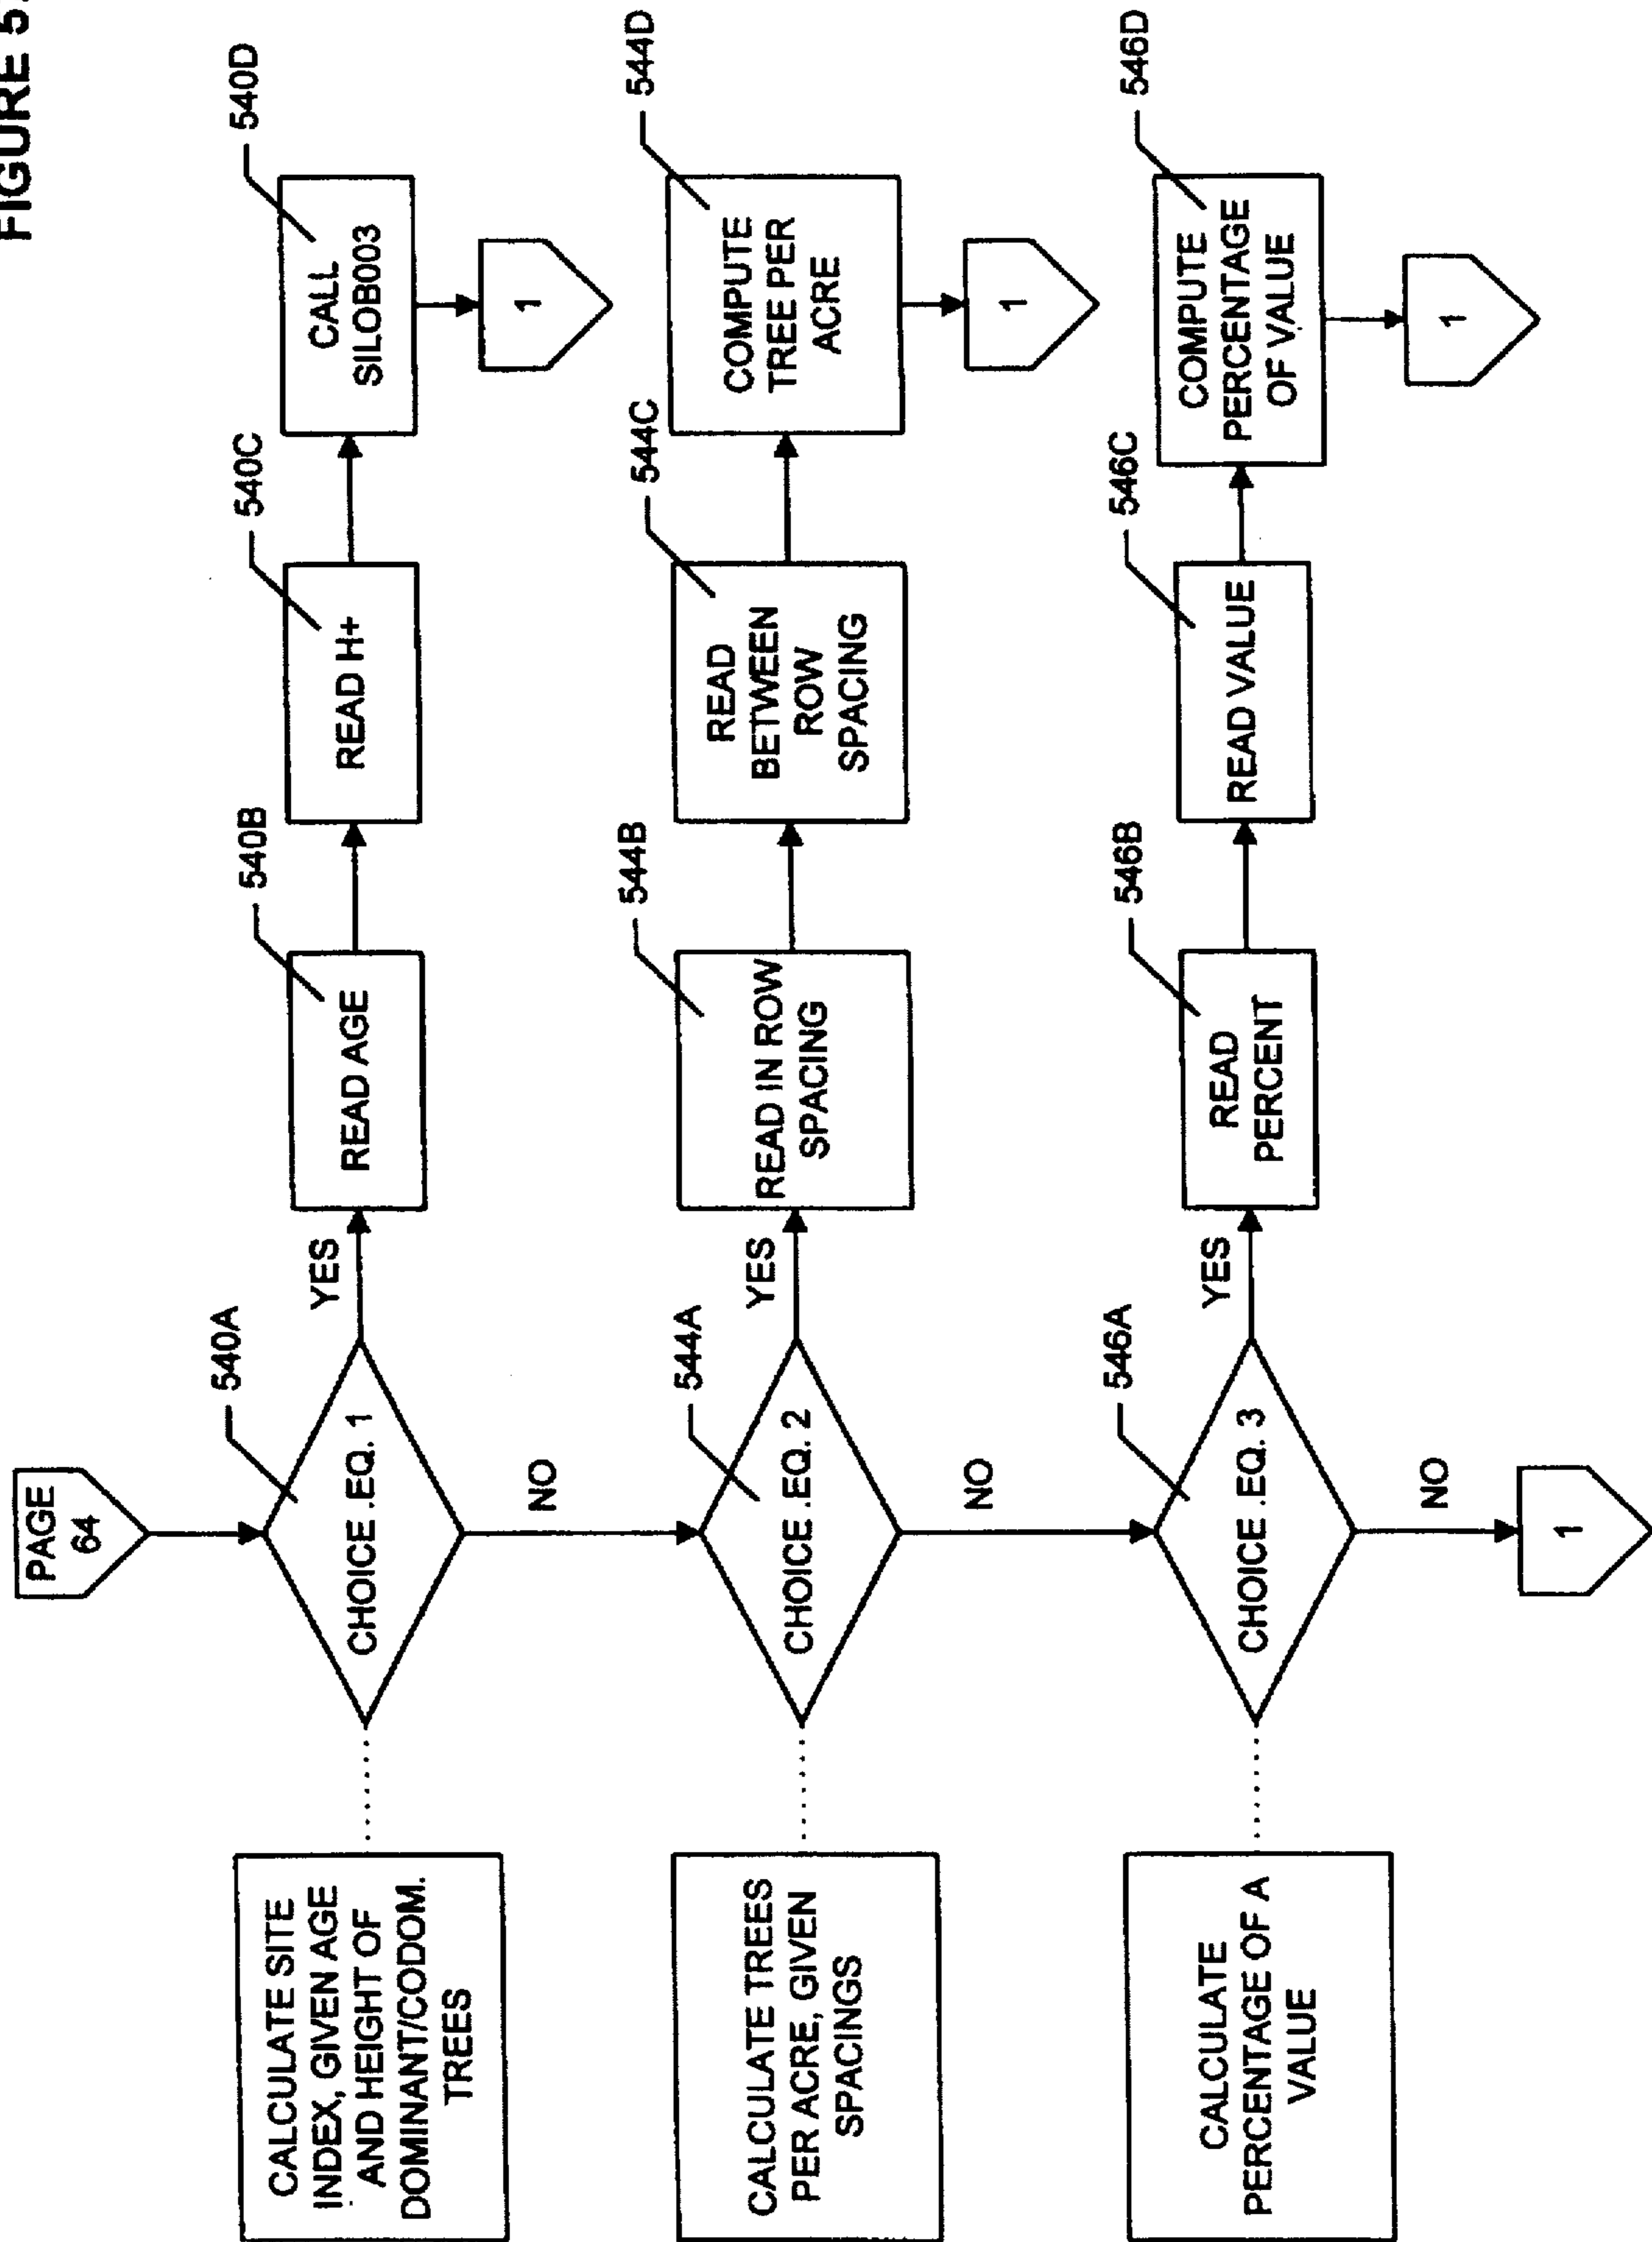 FIGURE 5
PAGE
64
540A
CALCULATE SITE
INDEX, GIVEN AGE
AND HEIGHT OF
DOMINANT/CODOM.
TREES
CHOICE .EQ. 1
YES
540B
READ AGE
540C
READ H+
540D
CALL
SILOB003
1
NO
544A
CALCULATE TREES
PER ACRE, GIVEN
SPACINGS
CHOICE .EQ. 2
YES
544B
READ IN ROW
SPACING
544C
READ
BETWEEN
ROW
SPACING
544D
COMPUTE
TREE PER
ACRE
1
NO
546A
CALCULATE
PERCENTAGE OF A
VALUE
CHOICE .EQ. 3
YES
546B
READ
PERCENT
546C
READ VALUE
546D
COMPUTE
PERCENTAGE
OF VALUE
1
NO
1